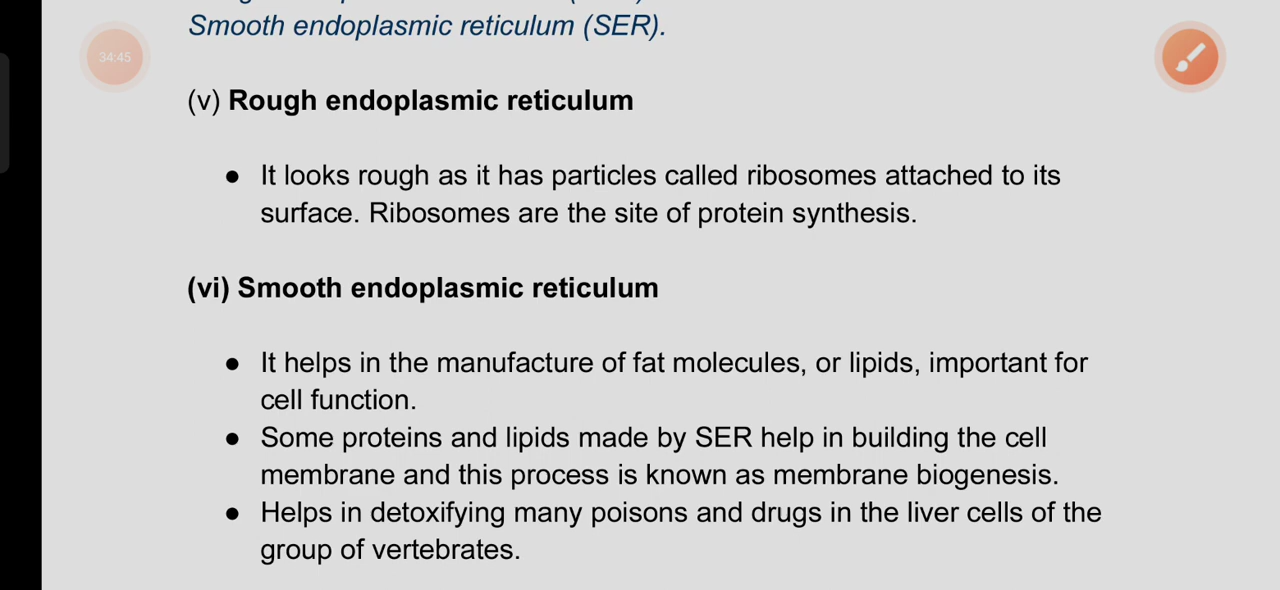 Smooth endoplasmic reticulum (SER).
34:45
(v) Rough endoplasmic reticulum
● It looks rough as it has particles called ribosomes attached to its
surface. Ribosomes are the site of protein synthesis.
(vi) Smooth endoplasmic reticulum
● It helps in the manufacture of fat molecules, or lipids, important for
cell function.
● Some proteins and lipids made by SER help in building the cell
membrane and this process is known as membrane biogenesis.
● Helps in detoxifying many poisons and drugs in the liver cells of the
group of vertebrates.